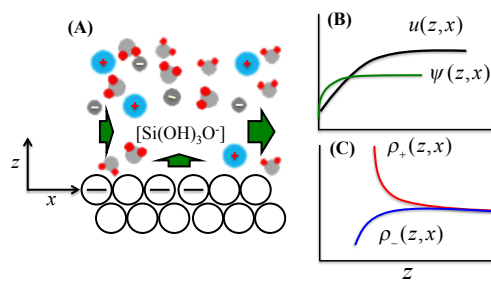 (A)
[Si(OH)₃O⁻]
z
x
(B)
u(z,x)
ψ(z,x)
(C)
ρ₊(z,x)
ρ₋(z,x)
z